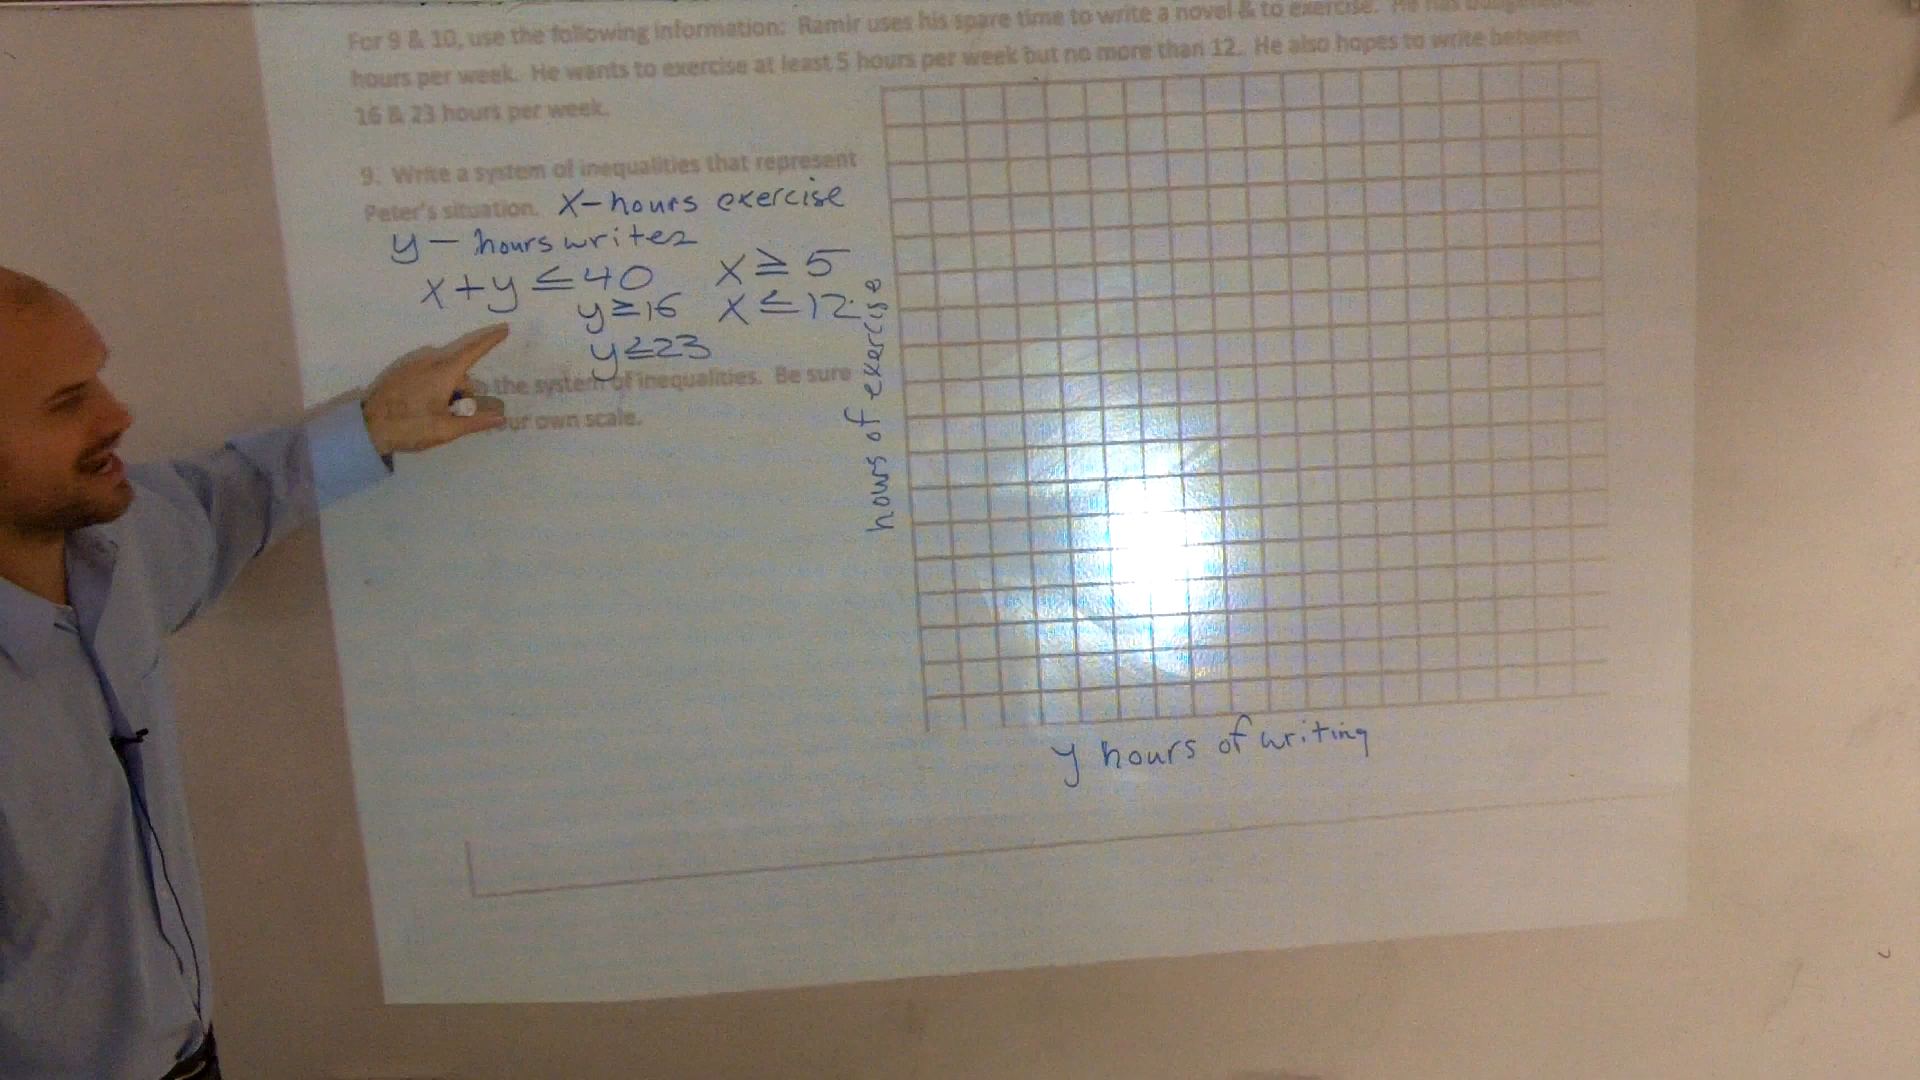 For 9 & 10, use the following information: Ramir uses his spare time to write a novel & to exercise. He has
hours per week. He wants to exercise at least 5 hours per week but no more than 12. He also hopes to write between
16 & 23 hours per week.
9. Write a system of inequalities that represent
Peter's situation. x-hours exercise
y - hours writes
x+y ≤ 40 x ≥ 5
y ≥ 16 x ≤ 12
y ≤ 23
the system of inequalities. Be sure
own scale.
hours of exercise
y hours of writing